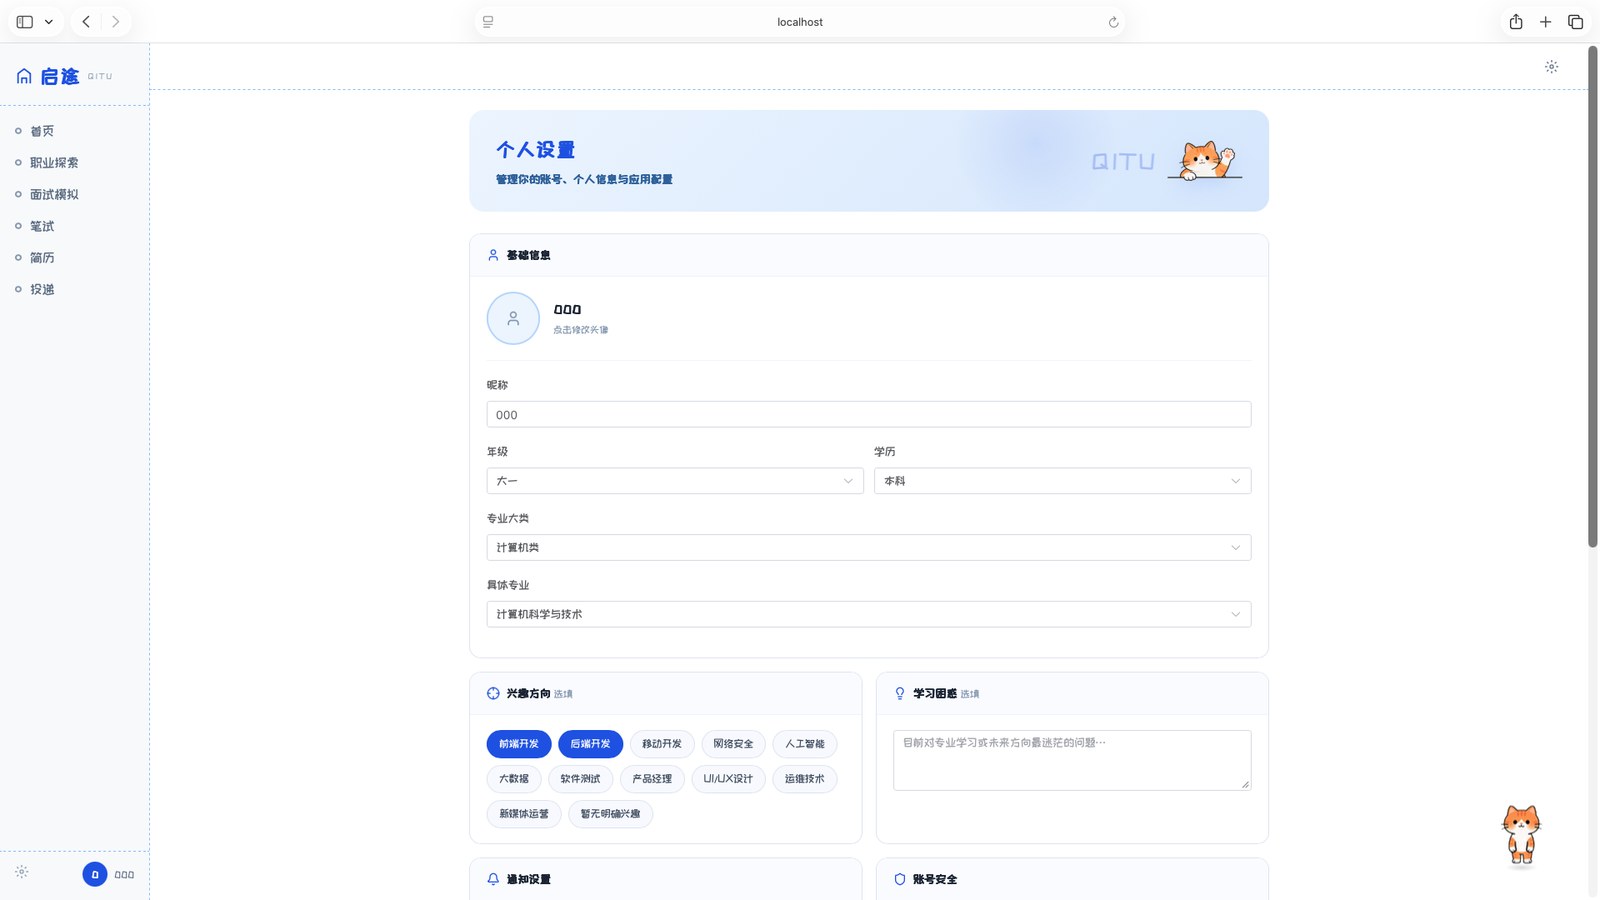 localhost
启途 QITU
首页
职业探索
面试模拟
笔试
简历
投递
000
个人设置
管理你的账号、个人信息与应用配置
QITU
基础信息
000
点击修改头像
昵称
000
年级
学历
大一
本科
专业大类
计算机类
具体专业
计算机科学与技术
兴趣方向 选填
前端开发
后端开发
移动开发
网络安全
人工智能
大数据
软件测试
产品经理
UI/UX设计
运维技术
新媒体运营
暂无明确兴趣
学习困惑 选填
目前对专业学习或未来方向最迷茫的问题…
通知设置
账号安全
0